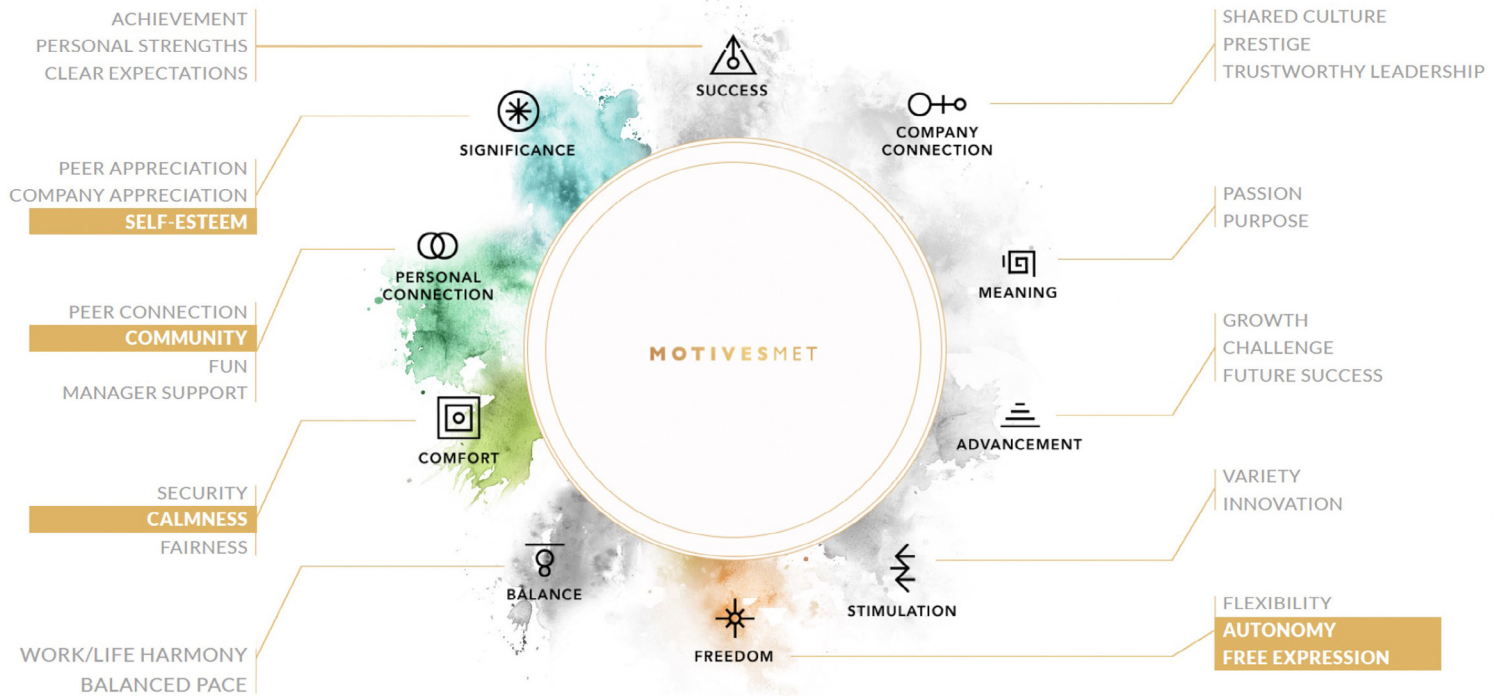 ACHIEVEMENT
PERSONAL STRENGTHS
CLEAR EXPECTATIONS
SUCCESS
SHARED CULTURE
PRESTIGE
TRUSTWORTHY LEADERSHIP
COMPANY
CONNECTION
SIGNIFICANCE
PEER APPRECIATION
COMPANY APPRECIATION
SELF-ESTEEM
PASSION
PURPOSE
MEANING
PERSONAL
CONNECTION
PEER CONNECTION
COMMUNITY
FUN
MANAGER SUPPORT
MOTIVESMET
GROWTH
CHALLENGE
FUTURE SUCCESS
ADVANCEMENT
COMFORT
SECURITY
CALMNESS
FAIRNESS
VARIETY
INNOVATION
STIMULATION
BALANCE
WORK/LIFE HARMONY
BALANCED PACE
FREEDOM
FLEXIBILITY
AUTONOMY
FREE EXPRESSION